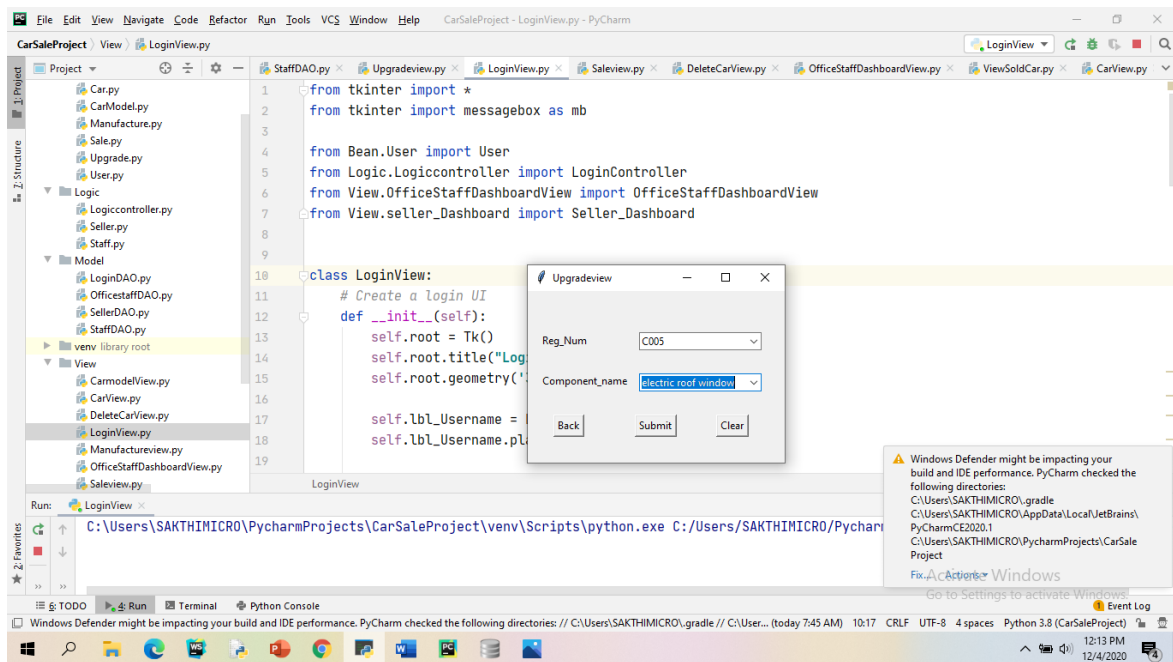 File Edit View Navigate Code Refactor Run Tools VCS Window Help CarSaleProject - LoginView.py - PyCharm
CarSaleProject View LoginView.py LoginView
Project StaffDAO.py Upgradeview.py LoginView.py Saleview.py DeleteCarView.py OfficeStaffDashboardView.py ViewSoldCar.py CarView.py
1: Project
7: Structure
2: Favorites
Car.py
CarModel.py
Manufacture.py
Sale.py
Upgrade.py
User.py
Logic
Logiccontroller.py
Seller.py
Staff.py
Model
LoginDAO.py
OfficestaffDAO.py
SellerDAO.py
StaffDAO.py
venv library root
View
CarmodelView.py
CarView.py
DeleteCarView.py
LoginView.py
Manufactureview.py
OfficeStaffDashboardView.py
Saleview.py
1 from tkinter import *
2 from tkinter import messagebox as mb
3
4 from Bean.User import User
5 from Logic.Logiccontroller import LoginController
6 from View.OfficeStaffDashboardView import OfficeStaffDashboardView
7 from View.seller_Dashboard import Seller_Dashboard
8
9
10 class LoginView:
11 # Create a login UI
12 def __init__(self):
13 self.root = Tk()
14 self.root.title("Log
15 self.root.geometry('
16
17 self.lbl_Username =
18 self.lbl_Username.pl
19
LoginView
Upgradeview
Reg_Num C005
Component_name electric roof window
Back Submit Clear
Windows Defender might be impacting your
build and IDE performance. PyCharm checked the
following directories:
C:\Users\SAKTHIMICRO\.gradle
C:\Users\SAKTHIMICRO\AppData\Local\JetBrains\
PyCharmCE2020.1
C:\Users\SAKTHIMICRO\PycharmProjects\CarSale
Project
Fix... Actions
Activate Windows
Go to Settings to activate Windows.
Run: LoginView
C:\Users\SAKTHIMICRO\PycharmProjects\CarSaleProject\venv\Scripts\python.exe C:/Users/SAKTHIMICRO/Pychar
6: TODO 4: Run Terminal Python Console 1 Event Log
Windows Defender might be impacting your build and IDE performance. PyCharm checked the following directories: // C:\Users\SAKTHIMICRO\.gradle // C:\User... (today 7:45 AM) 10:17 CRLF UTF-8 4 spaces Python 3.8 (CarSaleProject)
12:13 PM
12/4/2020
4